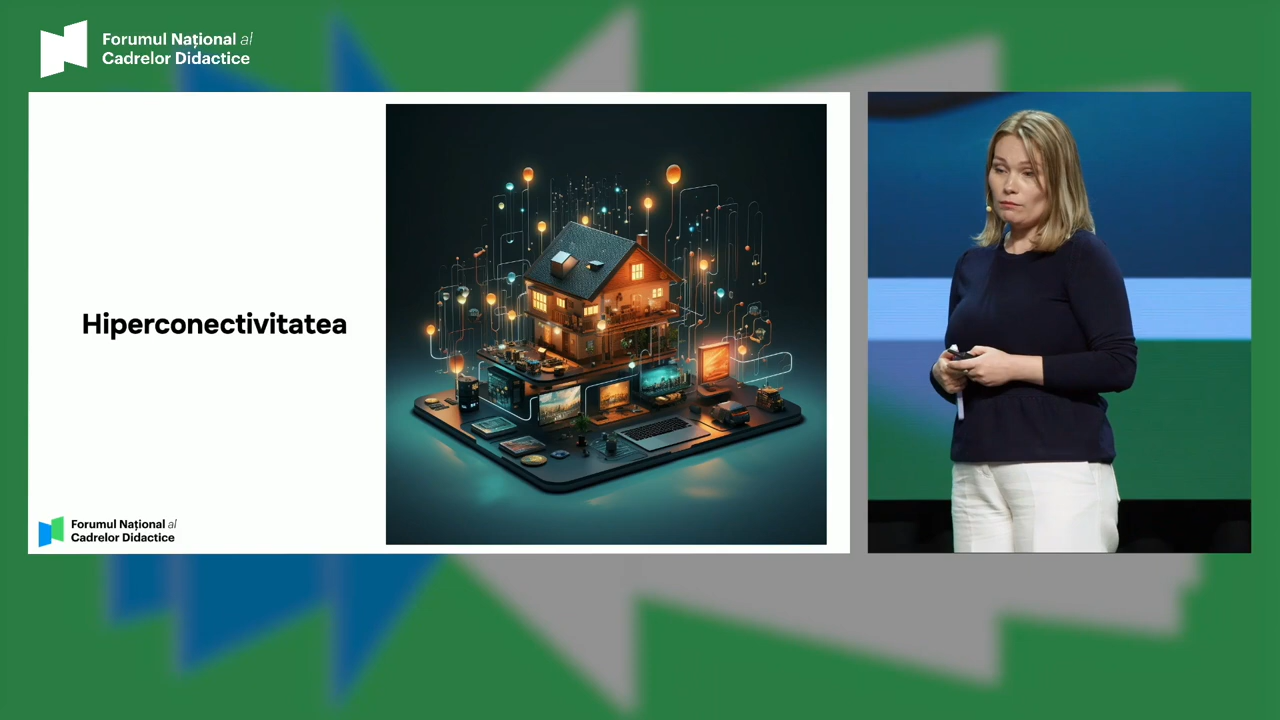 Forumul Național al
Cadrelor Didactice
Hiperconectivitatea
Forumul Național al
Cadrelor Didactice